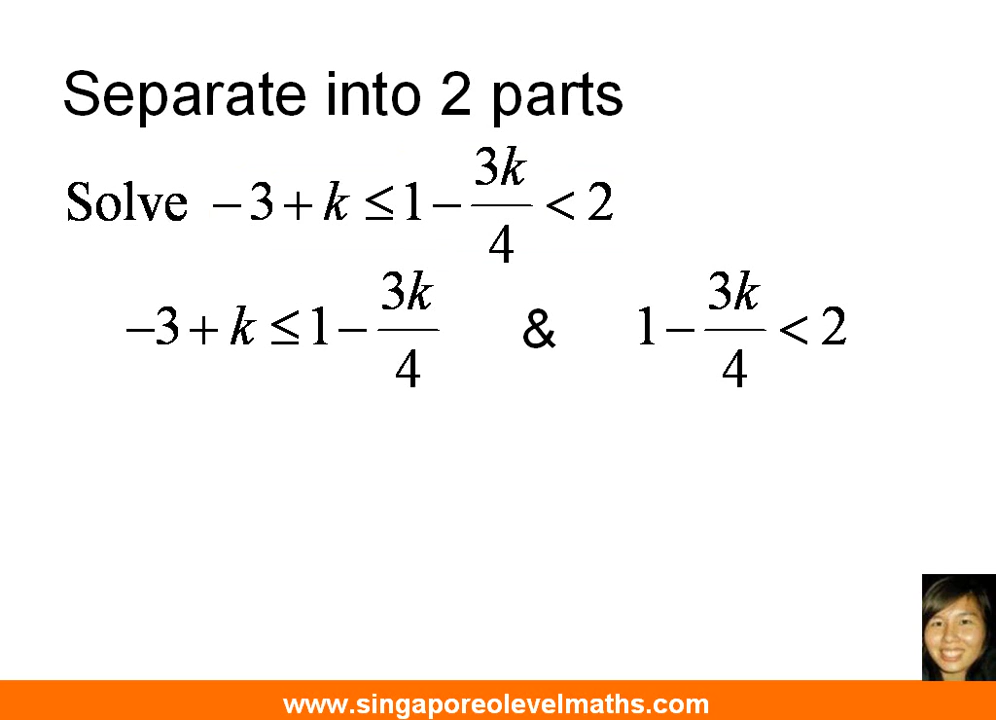 Separate into 2 parts
Solve −3 + k ≤ 1 − 3k/4 < 2
−3 + k ≤ 1 − 3k/4 & 1 − 3k/4 < 2
www.singaporeolevelmaths.com